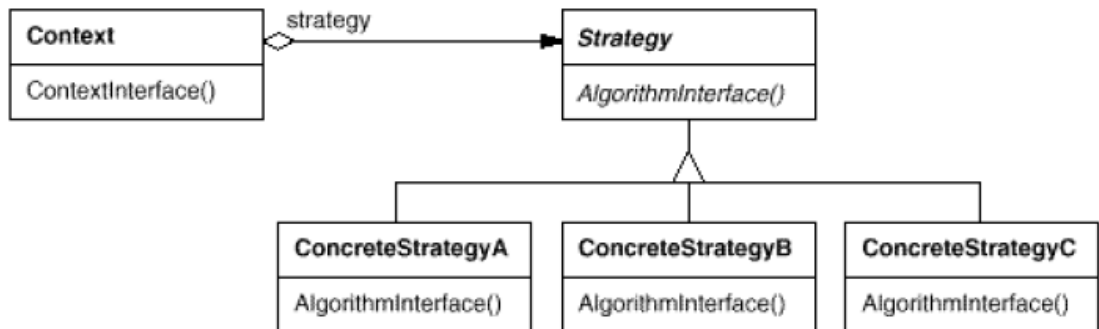 Context
ContextInterface()
strategy
Strategy
AlgorithmInterface()
ConcreteStrategyA
AlgorithmInterface()
ConcreteStrategyB
AlgorithmInterface()
ConcreteStrategyC
AlgorithmInterface()